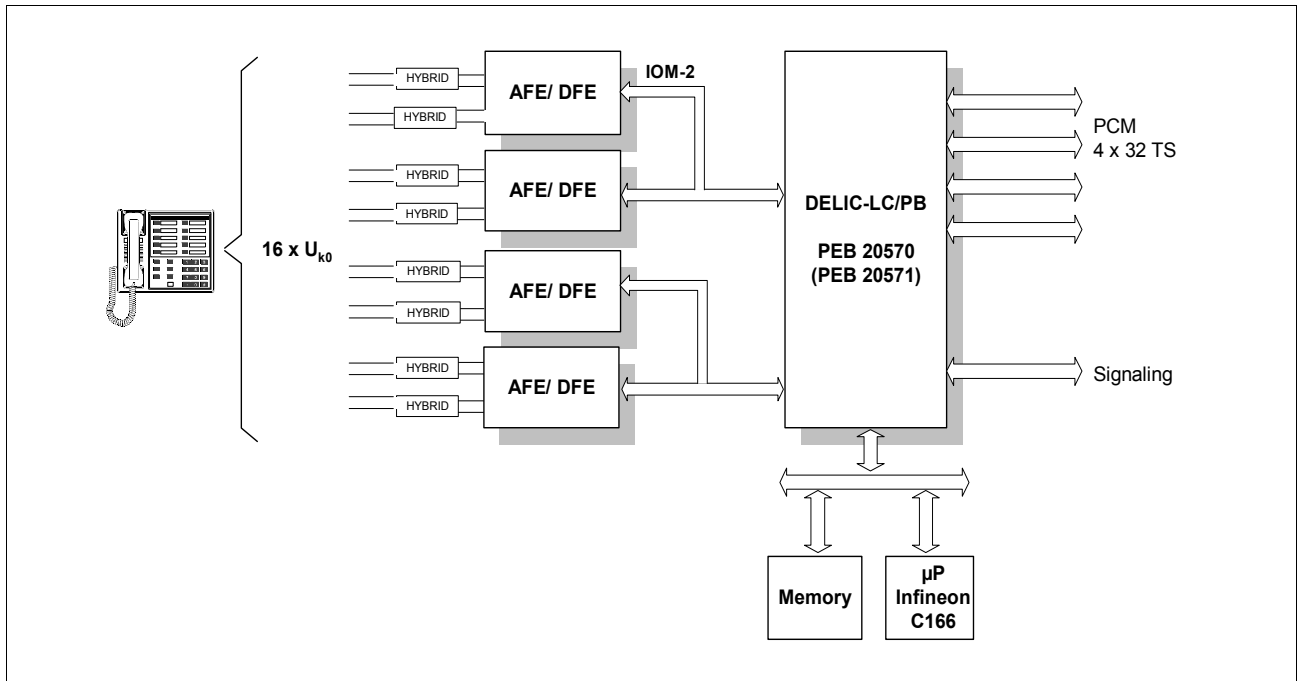 IOM-2
HYBRID
AFE/ DFE
HYBRID
HYBRID
AFE/ DFE
HYBRID
16 x Uk0
HYBRID
AFE/ DFE
HYBRID
HYBRID
AFE/ DFE
HYBRID
DELIC-LC/PB
PEB 20570
(PEB 20571)
PCM
4 x 32 TS
Signaling
Memory
µP
Infineon
C166